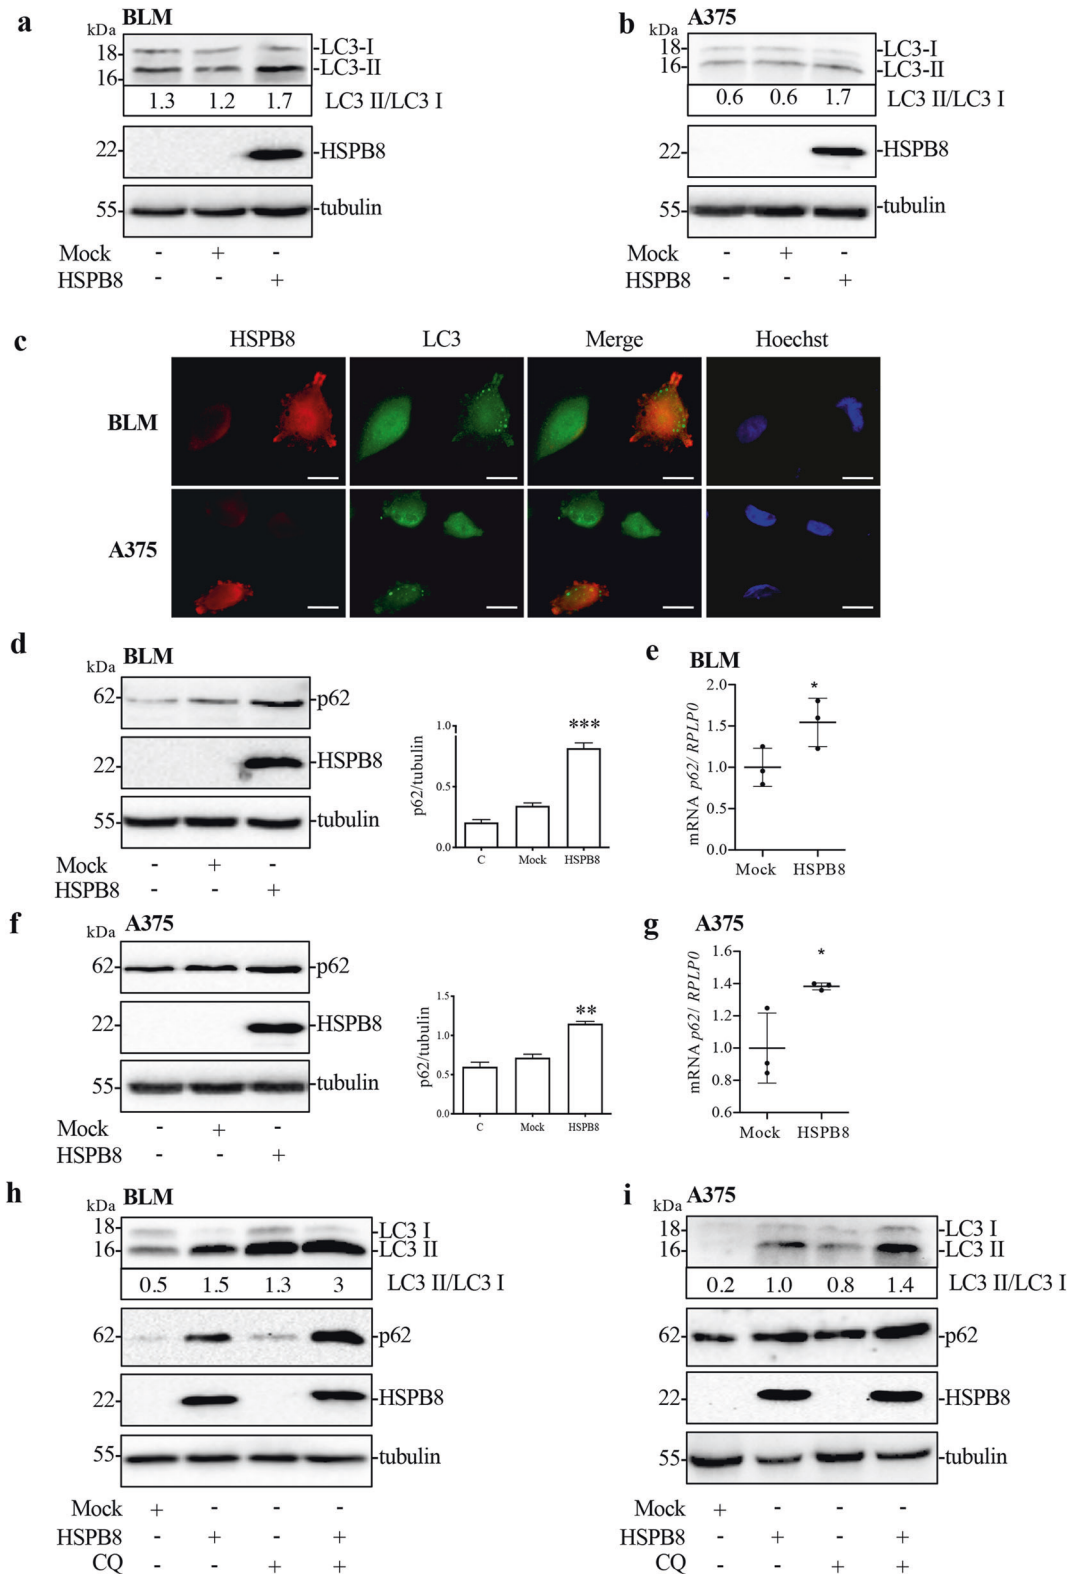 a BLM
kDa
18 -LC3-I
16 -LC3-II
1.3 1.2 1.7 LC3 II/LC3 I
22 -HSPB8
55 -tubulin
Mock - + -
HSPB8 - - +
b A375
kDa
18 -LC3-I
16 -LC3-II
0.6 0.6 1.7 LC3 II/LC3 I
22 -HSPB8
55 -tubulin
Mock - + -
HSPB8 - - +
c HSPB8 LC3 Merge Hoechst
BLM
A375
d BLM
kDa
62 -p62
22 -HSPB8
55 -tubulin
Mock - + -
HSPB8 - - +
p62/tubulin
1.0
0.5
0.0
***
C Mock HSPB8
e BLM
mRNA p62/ RPLP0
2.0
1.5
1.0
0.5
0.0
*
Mock HSPB8
f A375
kDa
62 -p62
22 -HSPB8
55 -tubulin
Mock - + -
HSPB8 - - +
p62/tubulin
1.5
1.0
0.5
0.0
**
C Mock HSPB8
g A375
mRNA p62/ RPLP0
1.6
1.4
1.2
1.0
0.8
0.6
*
Mock HSPB8
h BLM
kDa
18 -LC3 I
16 -LC3 II
0.5 1.5 1.3 3 LC3 II/LC3 I
62 -p62
22 -HSPB8
55 -tubulin
Mock + - - -
HSPB8 - + - +
CQ - - + +
i A375
kDa
18 -LC3 I
16 -LC3 II
0.2 1.0 0.8 1.4 LC3 II/LC3 I
62 -p62
22 -HSPB8
55 -tubulin
Mock + - - -
HSPB8 - + - +
CQ - - + +